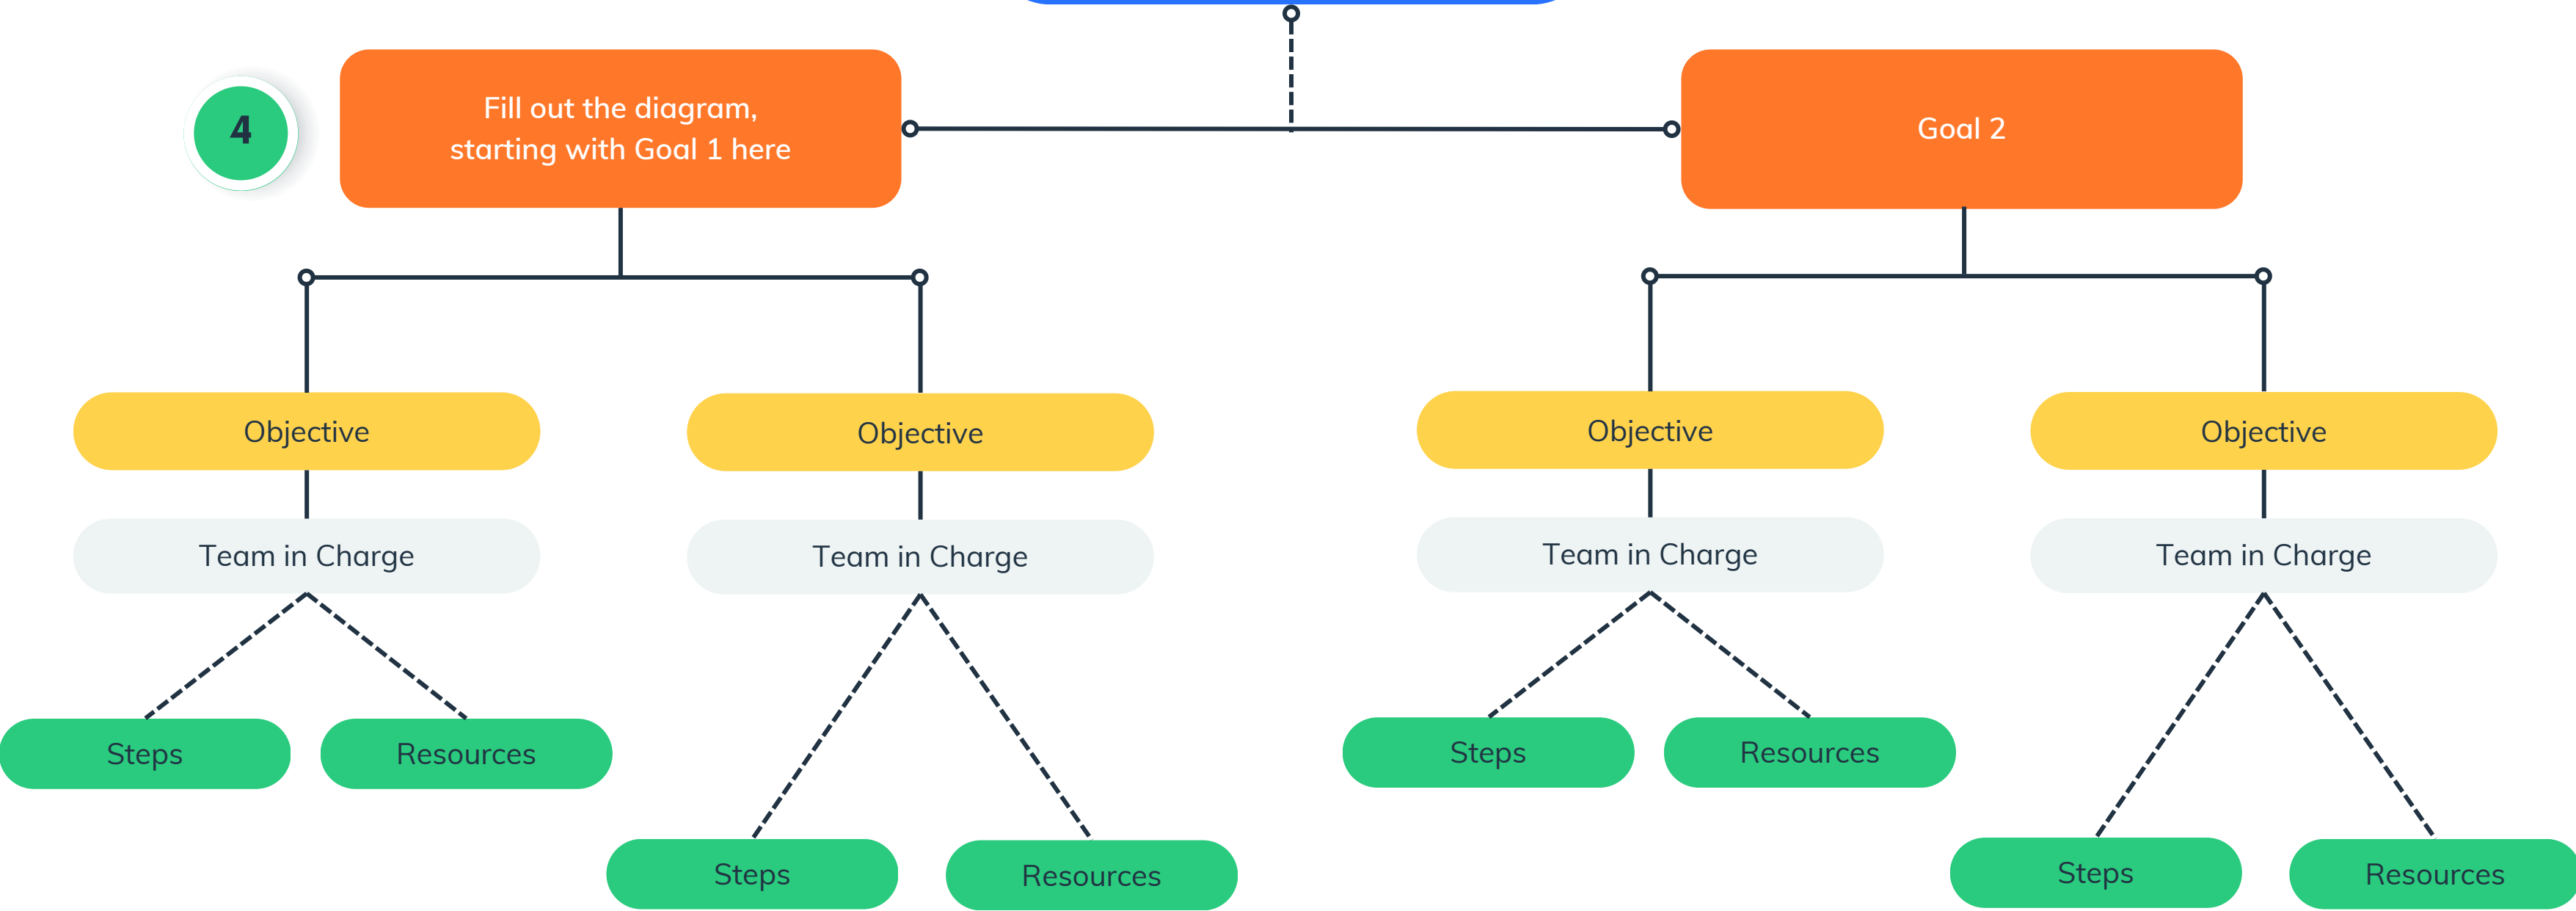 4
Fill out the diagram,
starting with Goal 1 here
Goal 2
Objective
Objective
Objective
Objective
Team in Charge
Team in Charge
Team in Charge
Team in Charge
Steps
Resources
Steps
Resources
Steps
Resources
Steps
Resources